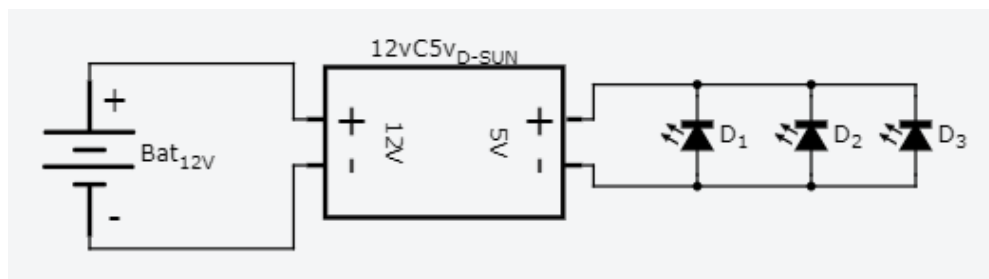 12vC5vD-SUN
+
Bat12V
-
+
-
12V
5V
+
-
D1
D2
D3